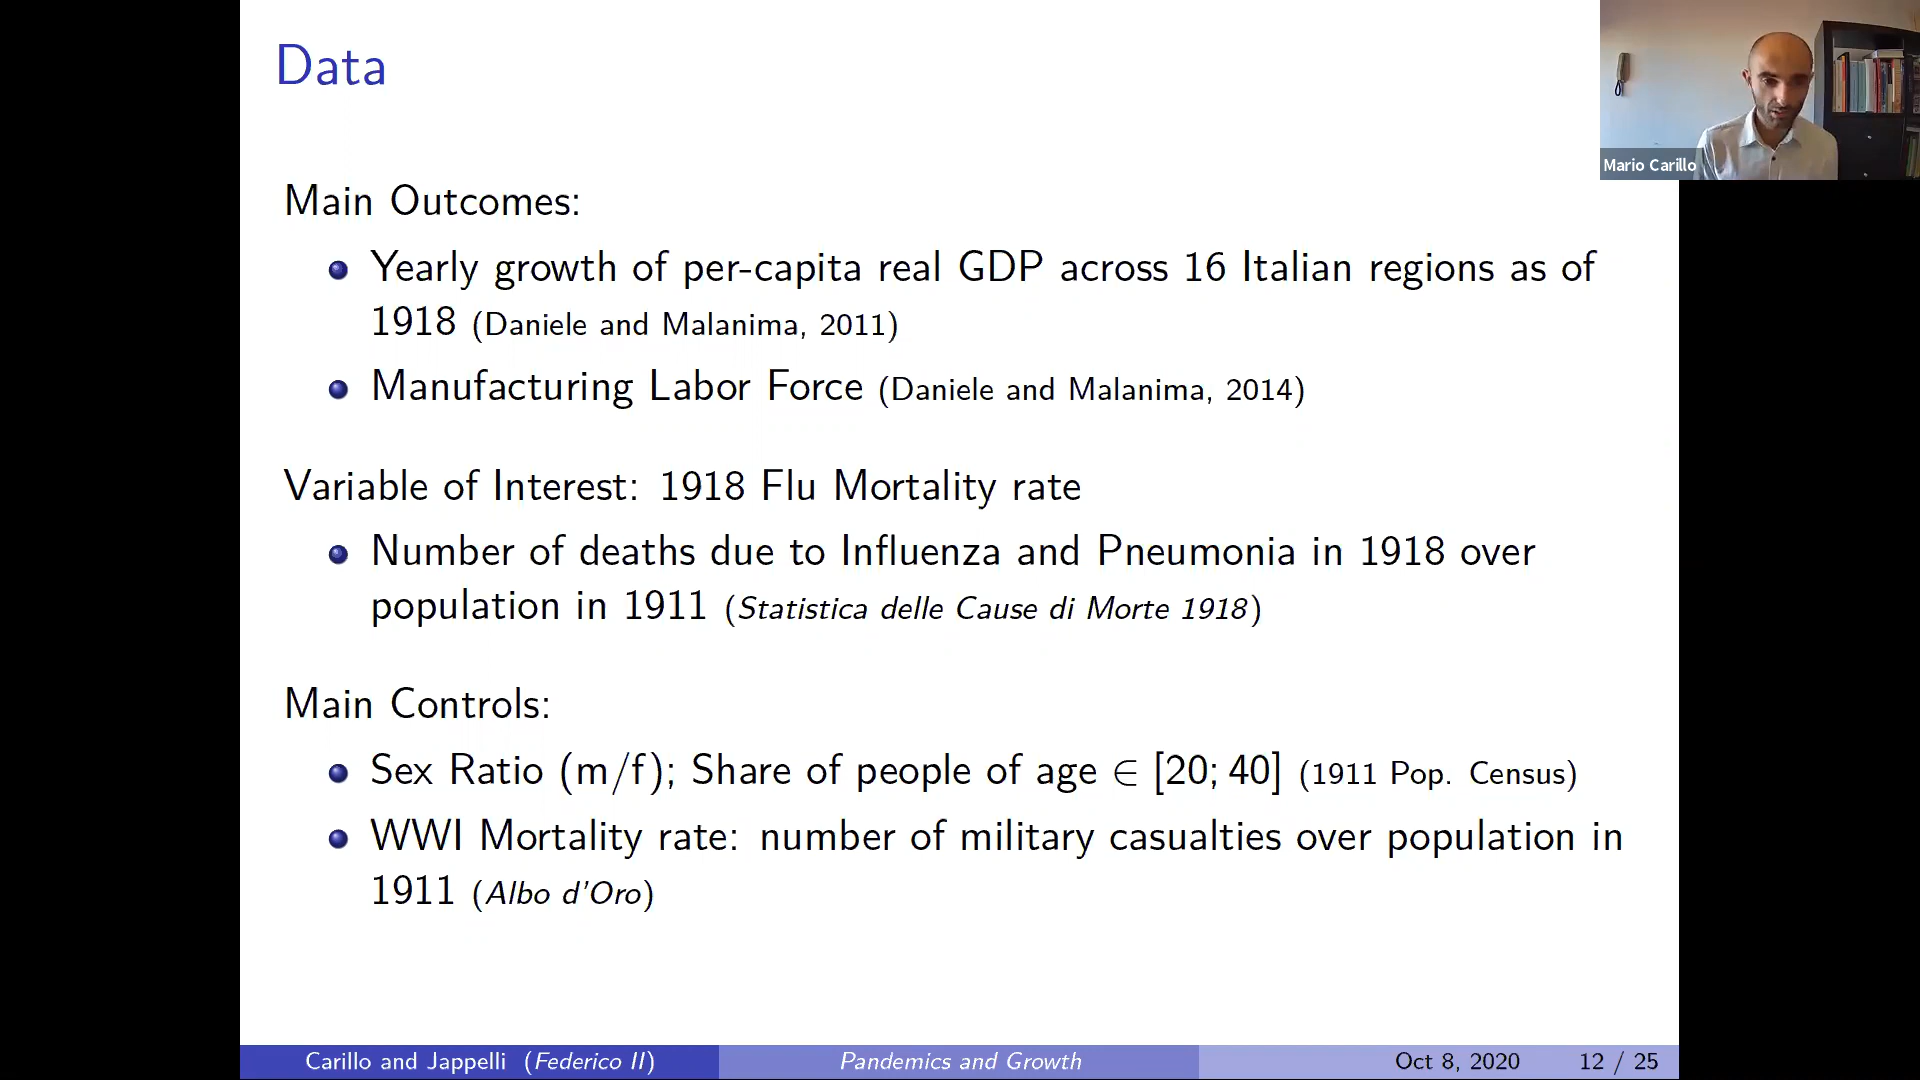 Data
Mario Carillo
Main Outcomes:
Yearly growth of per-capita real GDP across 16 Italian regions as of
1918 (Daniele and Malanima, 2011)
Manufacturing Labor Force (Daniele and Malanima, 2014)
Variable of Interest: 1918 Flu Mortality rate
Number of deaths due to Influenza and Pneumonia in 1918 over
population in 1911 (Statistica delle Cause di Morte 1918)
Main Controls:
Sex Ratio (m/f); Share of people of age ∈ [20; 40] (1911 Pop. Census)
WWI Mortality rate: number of military casualties over population in
1911 (Albo d'Oro)
Carillo and Jappelli (Federico II) Pandemics and Growth Oct 8, 2020 12 / 25